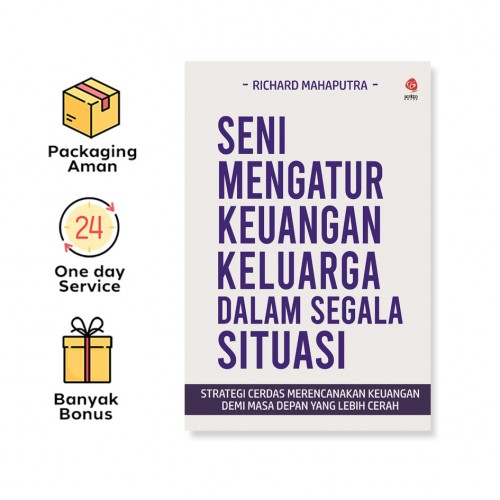 - RICHARD MAHAPUTRA -
SENI
MENGATUR
KEUANGAN
KELUARGA
DALAM SEGALA
SITUASI
STRATEGI CERDAS MERENCANAKAN KEUANGAN
DEMI MASA DEPAN YANG LEBIH CERAH
Packaging
Aman
24
One day
Service
Banyak
Bonus